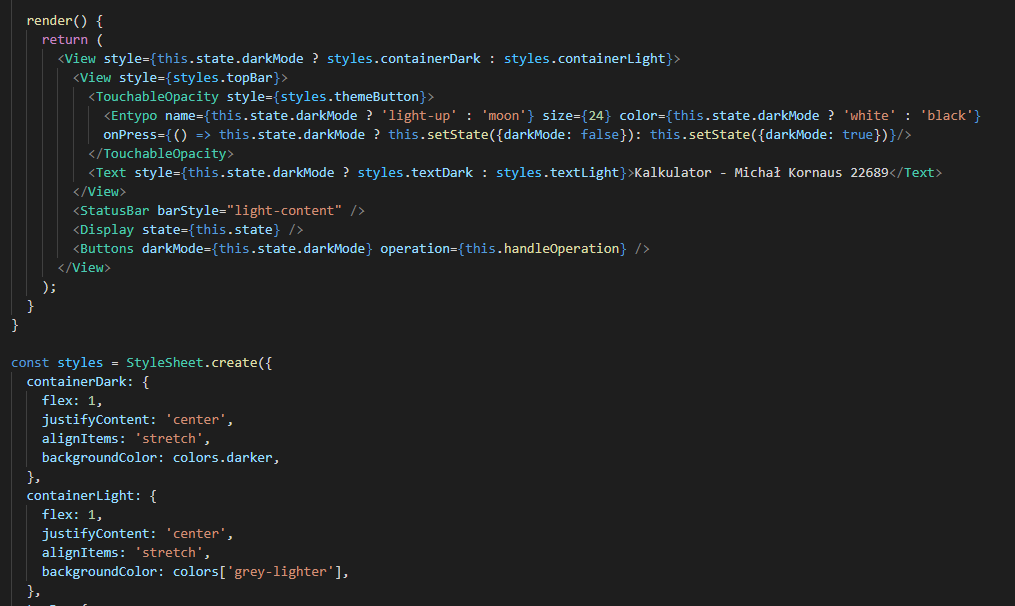 render() {
return (
<View style={this.state.darkMode ? styles.containerDark : styles.containerLight}>
<View style={styles.topBar}>
<TouchableOpacity style={styles.themeButton}>
<Entypo name={this.state.darkMode ? 'light-up' : 'moon'} size={24} color={this.state.darkMode ? 'white' : 'black'}
onPress={() => this.state.darkMode ? this.setState({darkMode: false}): this.setState({darkMode: true})}/>
</TouchableOpacity>
<Text style={this.state.darkMode ? styles.textDark : styles.textLight}>Kalkulator - Michał Kornaus 22689</Text>
</View>
<StatusBar barStyle="light-content" />
<Display state={this.state} />
<Buttons darkMode={this.state.darkMode} operation={this.handleOperation} />
</View>
);
}
}
const styles = StyleSheet.create({
containerDark: {
flex: 1,
justifyContent: 'center',
alignItems: 'stretch',
backgroundColor: colors.darker,
},
containerLight: {
flex: 1,
justifyContent: 'center',
alignItems: 'stretch',
backgroundColor: colors['grey-lighter'],
},